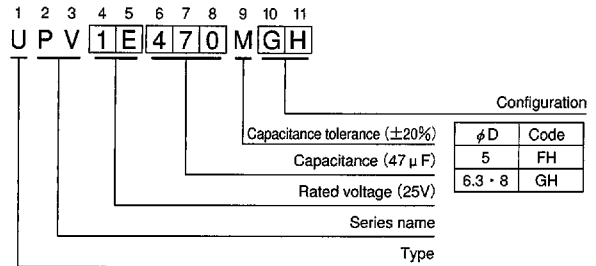 1 2 3 4 5 6 7 8 9 10 11
U P V 1 E 4 7 0 M G H
Configuration
Capacitance tolerance (±20%)
Capacitance (47 μF)
Rated voltage (25V)
Series name
Type
φD Code
5 FH
6.3・8 GH